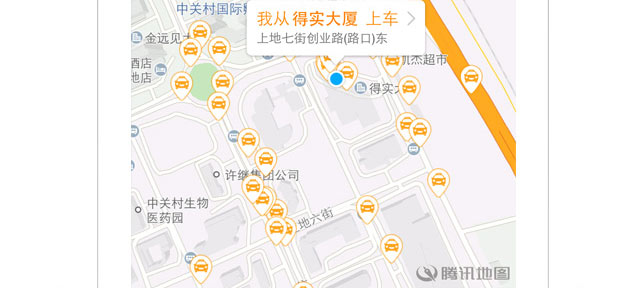 中关村国际孵
我从 得实大厦 上车
上地七街创业路(路口)东
金远见大
凯杰超市
酒店
地店
得实大
许继集团公司
中关村生物
医药园
地六街
腾讯地图